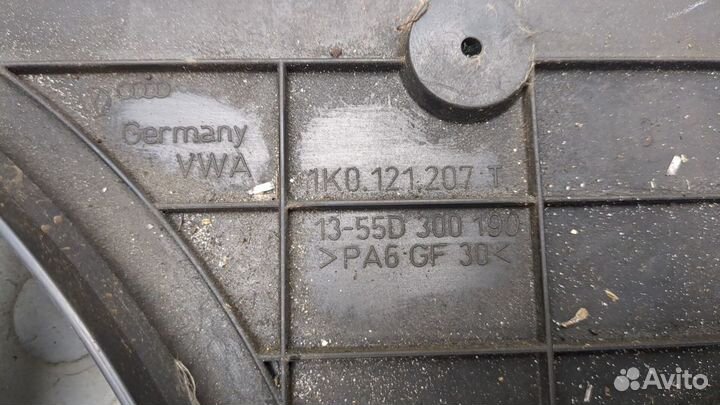 Germany
VWA
1K0.121.207 T
13-55D 300 190
>PA6 GF 30<
Avito